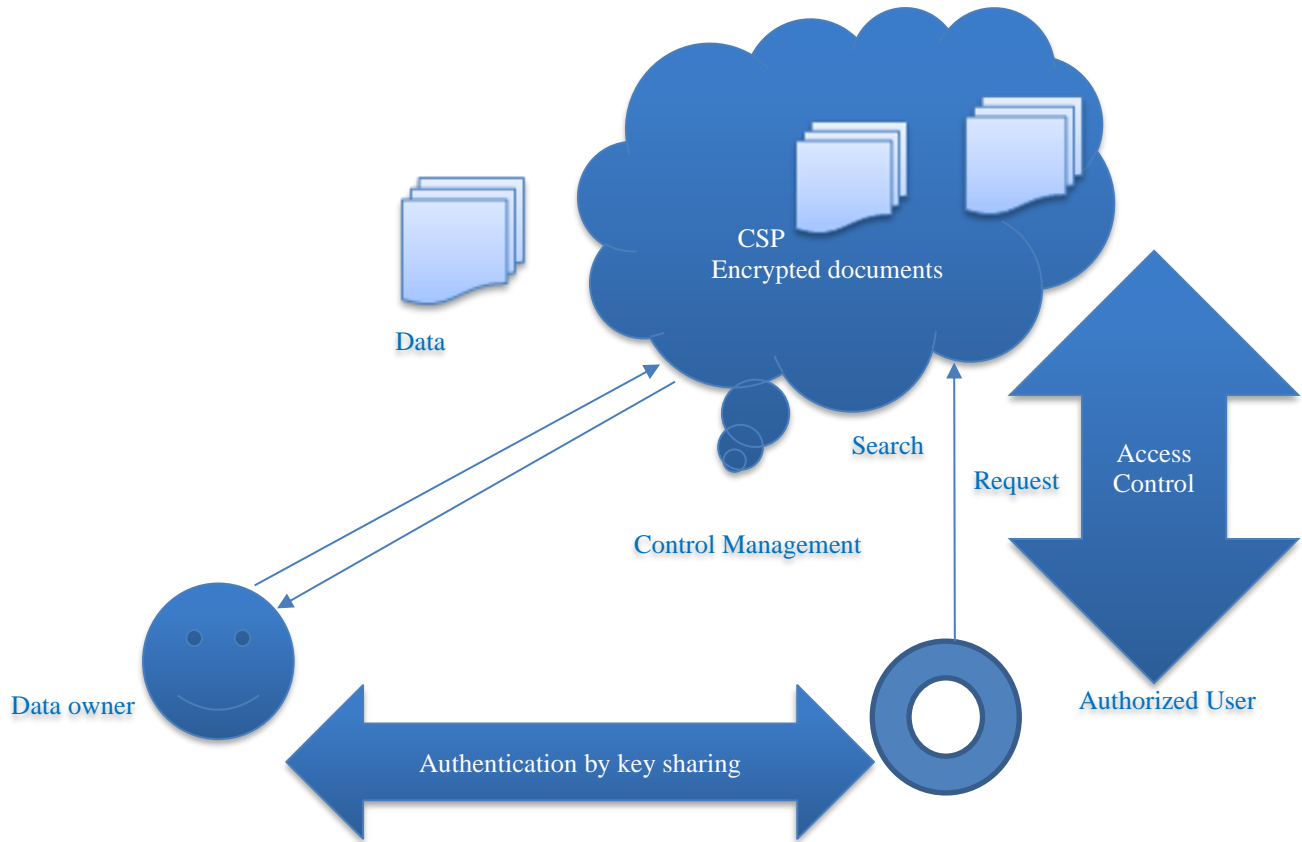 CSP
Encrypted documents
Data
Search
Request
Access
Control
Control Management
Data owner
Authorized User
Authentication by key sharing